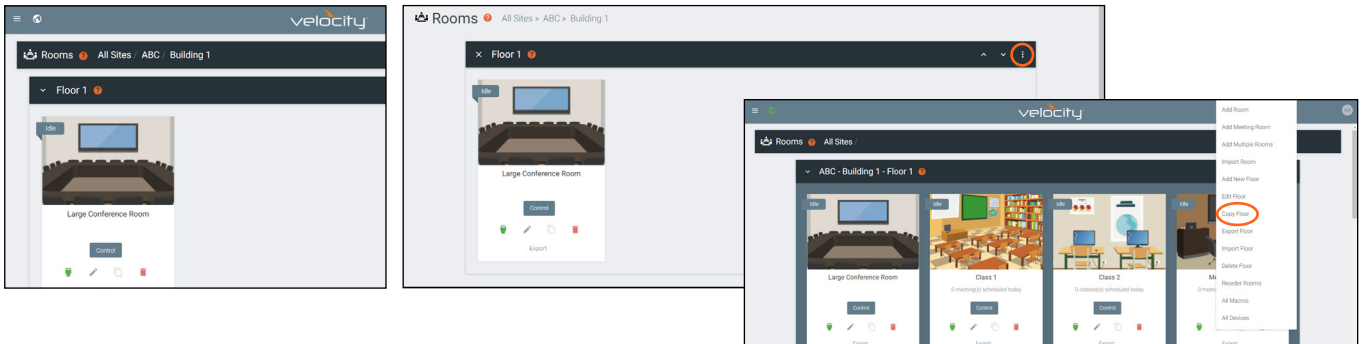 velocity
Rooms ? All Sites / ABC / Building 1
Floor 1 ?
Idle
Large Conference Room
Control
Rooms ? All Sites » ABC » Building 1
Floor 1 ?
Idle
Large Conference Room
Control
Export
velocity
Rooms ? All Sites /
ABC - Building 1 - Floor 1 ?
Idle Idle Idle Idle
Large Conference Room Class 1 Class 2
0 meeting(s) scheduled today 0 classes(s) scheduled today
Control Control Control
Export Export Export Export
Add Room
Add Meeting Room
Add Multiple Rooms
Import Room
Add New Floor
Edit Floor
Copy Floor
Export Floor
Import Floor
Delete Floor
Reorder Rooms
All Macros
All Devices